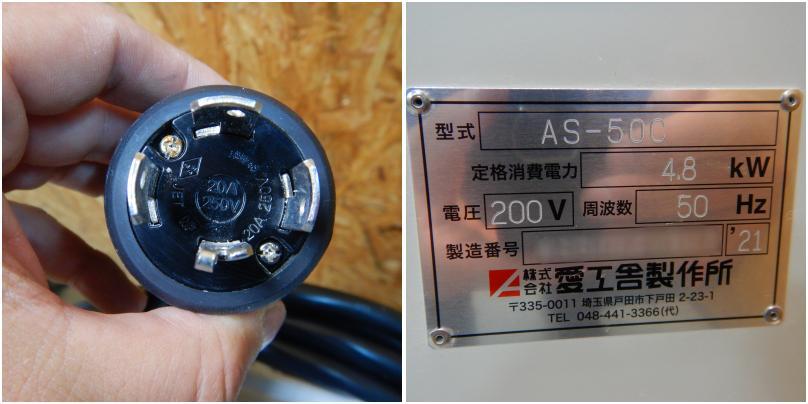 20A
250V
JET
20A 250V
型式 AS-50C
定格消費電力 4.8 kW
電圧 200 V 周波数 50 Hz
製造番号 '21
株式会社 愛工舎製作所
〒335-0011 埼玉県戸田市下戸田 2-23-1
TEL 048-441-3366(代)